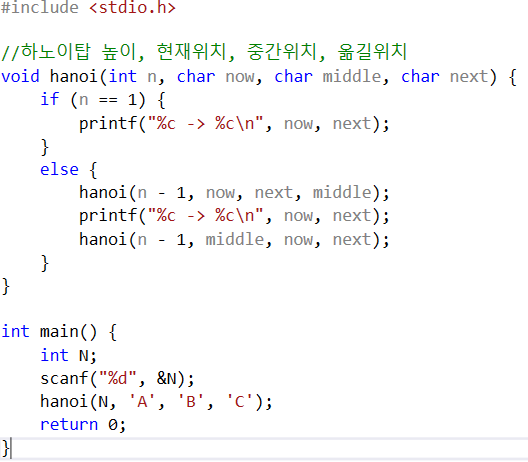 #include <stdio.h>
//하노이탑 높이, 현재위치, 중간위치, 옮길위치
void hanoi(int n, char now, char middle, char next) {
    if (n == 1) {
        printf("%c -> %c\n", now, next);
    }
    else {
        hanoi(n - 1, now, next, middle);
        printf("%c -> %c\n", now, next);
        hanoi(n - 1, middle, now, next);
    }
}
int main() {
    int N;
    scanf("%d", &N);
    hanoi(N, 'A', 'B', 'C');
    return 0;
}